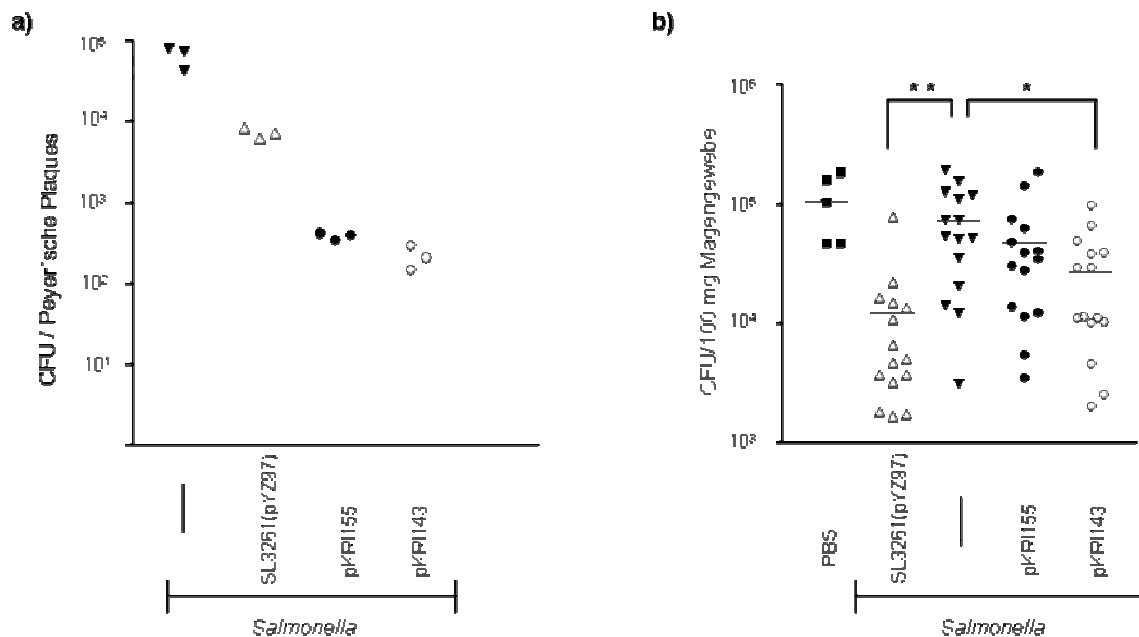 a)
CFU / Peyer´sche Plaques
10⁵
10⁴
10³
10²
10¹
SL3261(pYZ97)
pKRI155
pKRI143
Salmonella
b)
CFU/100 mg Magengewebe
10⁶
10⁵
10⁴
10³
* *
*
PBS
SL3261(pYZ97)
pKRI155
pKRI143
Salmonella